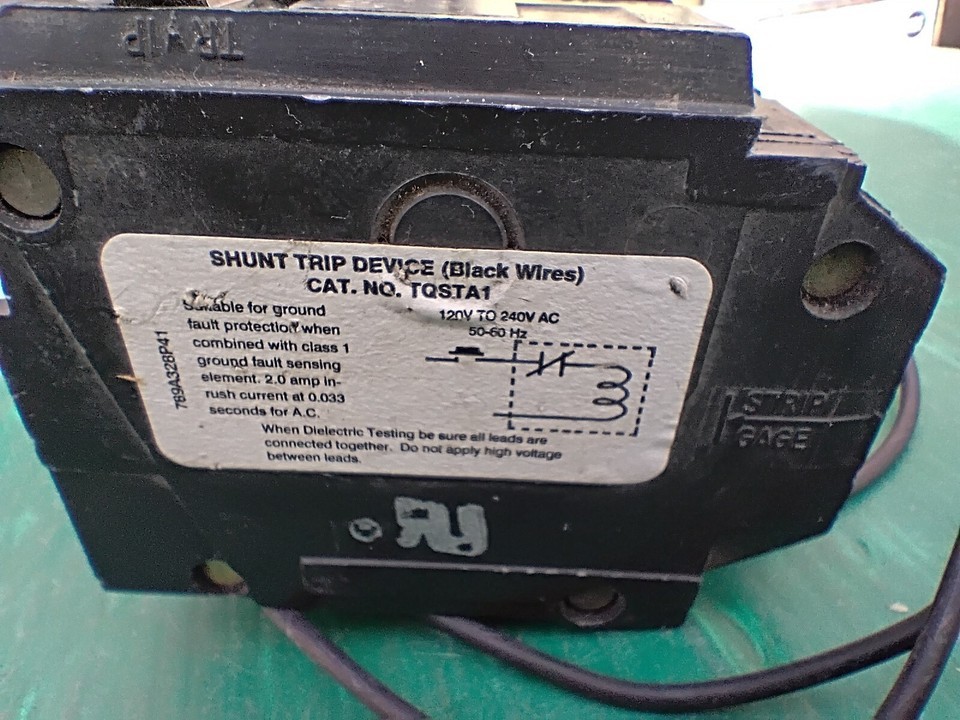 TRIP
SHUNT TRIP DEVICE (Black Wires)
CAT. NO. TQSTA1
Suitable for ground
fault protection when
combined with class 1
ground fault sensing
element. 2.0 amp in-
rush current at 0.033
seconds for A.C.
120V TO 240V AC
50-60 Hz
When Dielectric Testing be sure all leads are
connected together. Do not apply high voltage
between leads.
789A328P41
STRIP
GAGE
RU